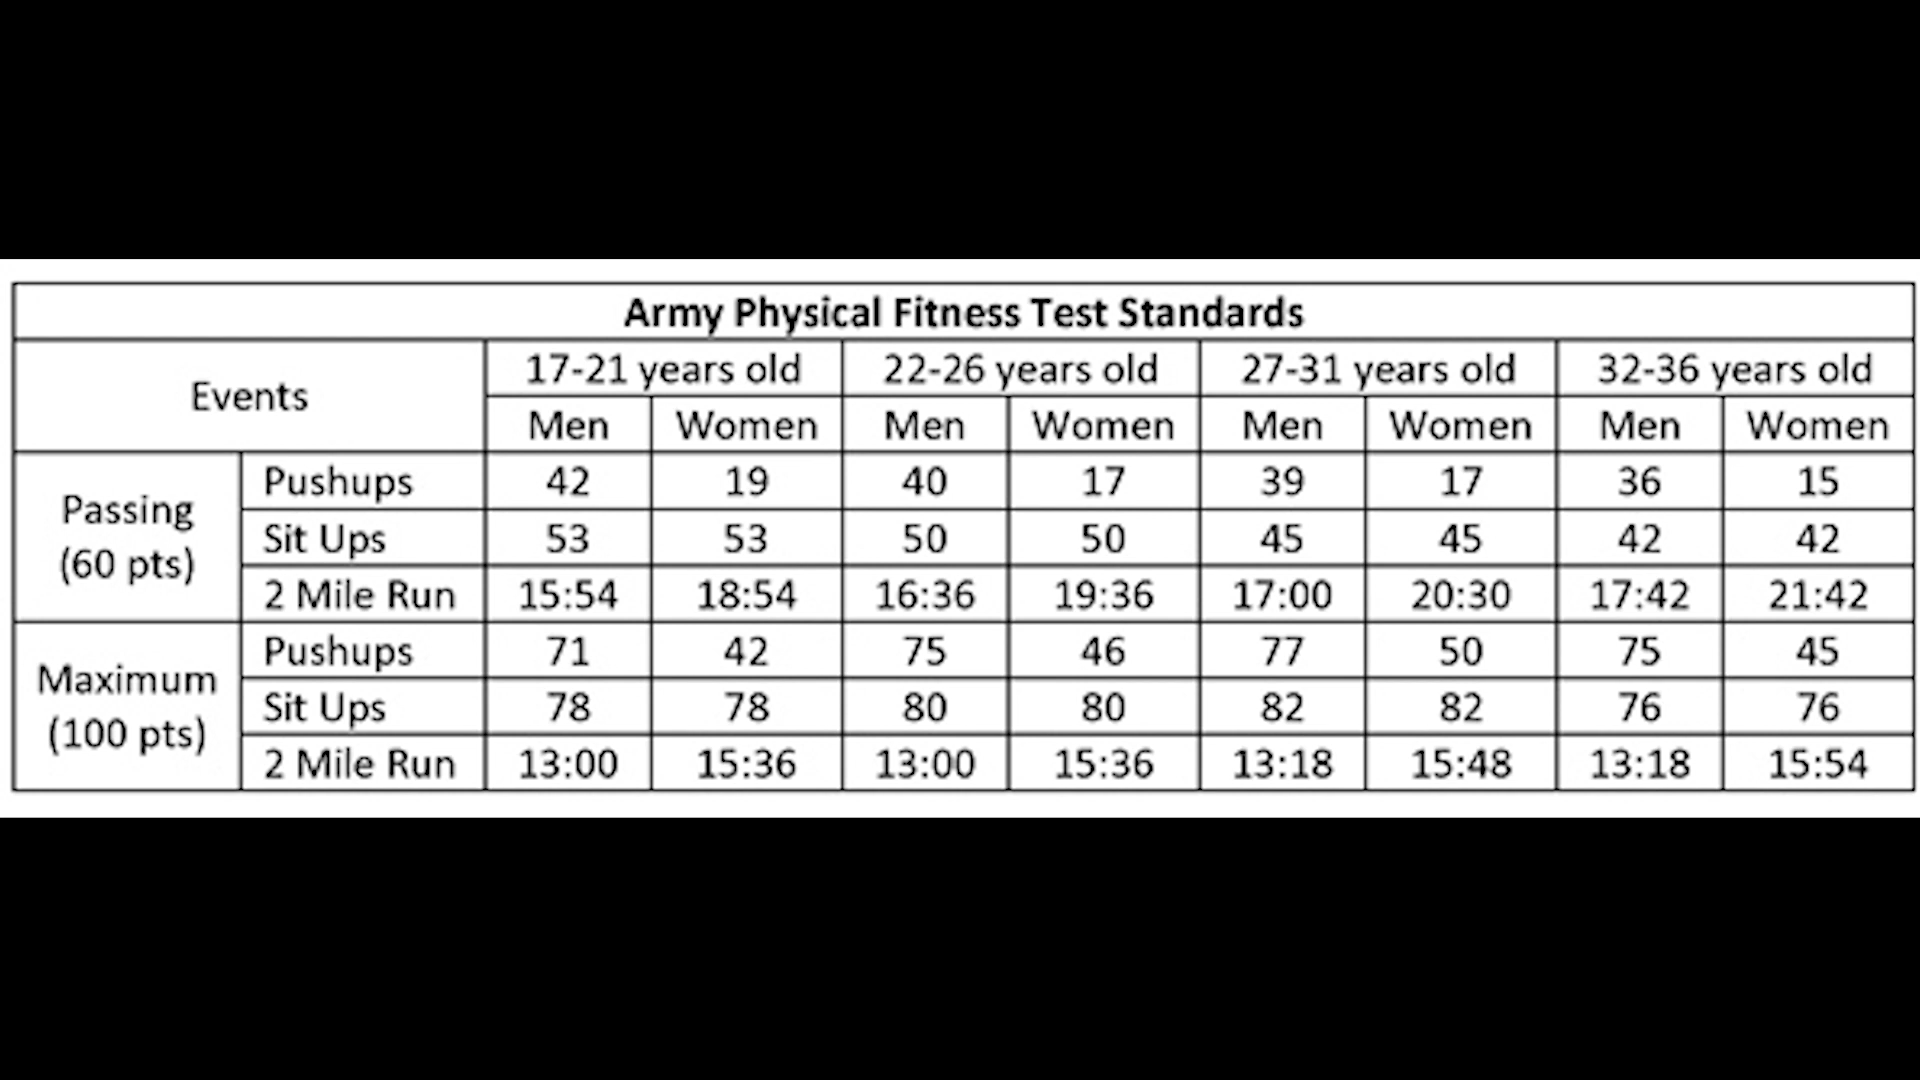 Army Physical Fitness Test Standards
Events 17-21 years old 22-26 years old 27-31 years old 32-36 years old
Men Women Men Women Men Women Men Women
Passing (60 pts) Pushups 42 19 40 17 39 17 36 15
Sit Ups 53 53 50 50 45 45 42 42
2 Mile Run 15:54 18:54 16:36 19:36 17:00 20:30 17:42 21:42
Maximum (100 pts) Pushups 71 42 75 46 77 50 75 45
Sit Ups 78 78 80 80 82 82 76 76
2 Mile Run 13:00 15:36 13:00 15:36 13:18 15:48 13:18 15:54